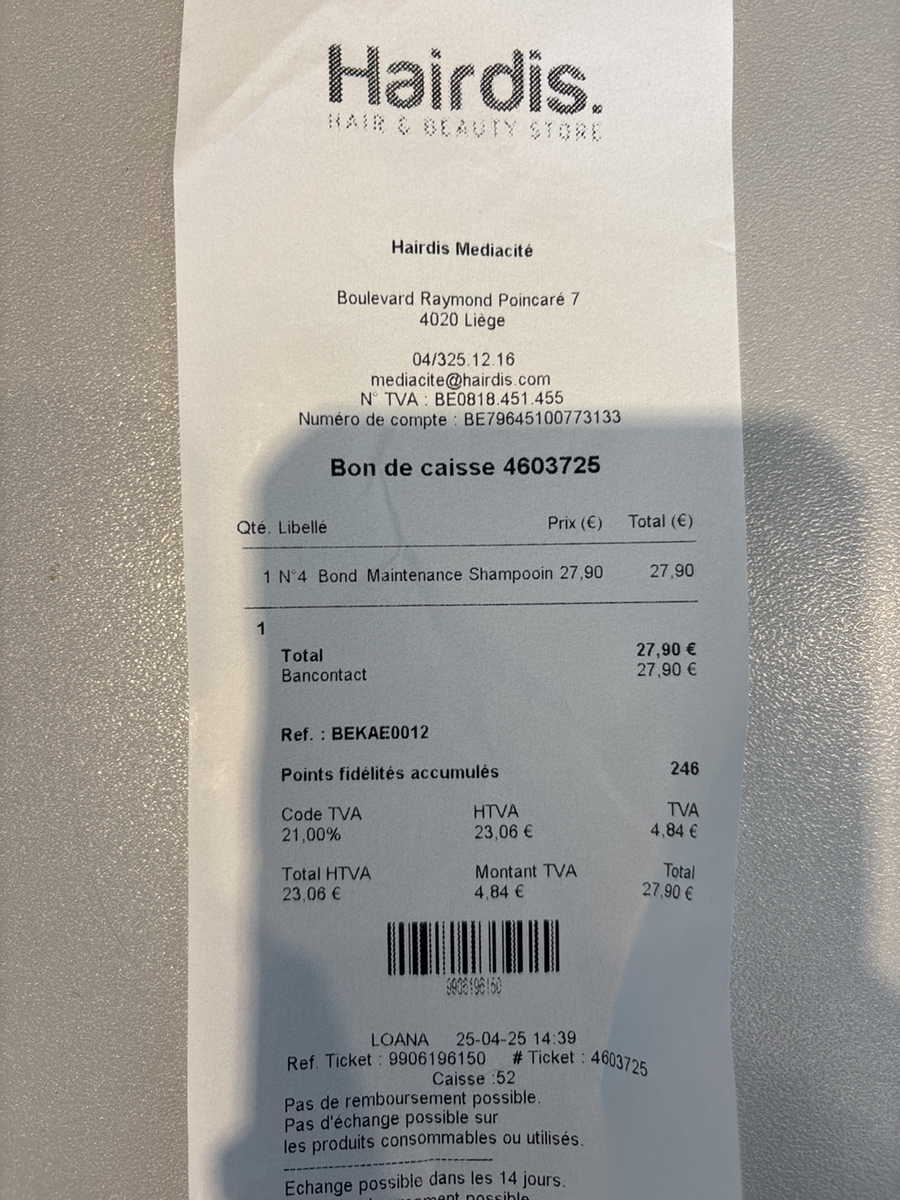 Hairdis.
HAIR & BEAUTY STORE
Hairdis Mediacité
Boulevard Raymond Poincaré 7
4020 Liège
04/325.12.16
mediacite@hairdis.com
N° TVA : BE0818.451.455
Numéro de compte : BE79645100773133
Bon de caisse 4603725
Qté. Libellé Prix (€) Total (€)
1 N°4 Bond Maintenance Shampooin 27,90 27,90
1
Total 27,90 €
Bancontact 27,90 €
Ref. : BEKAE0012
Points fidélités accumulés 246
Code TVA HTVA TVA
21,00% 23,06 € 4,84 €
Total HTVA Montant TVA Total
23,06 € 4,84 € 27,90 €
9906196150
LOANA 25-04-25 14:39
Ref. Ticket : 9906196150 # Ticket : 4603725
Caisse :52
Pas de remboursement possible.
Pas d'échange possible sur
les produits consommables ou utilisés.
Echange possible dans les 14 jours.
possible